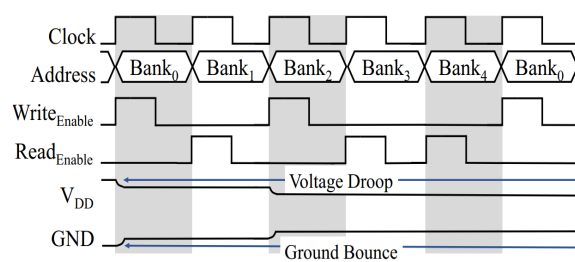 Clock
Address Bank0 Bank1 Bank2 Bank3 Bank4 Bank0
WriteEnable
ReadEnable
Voltage Droop
VDD
GND
Ground Bounce